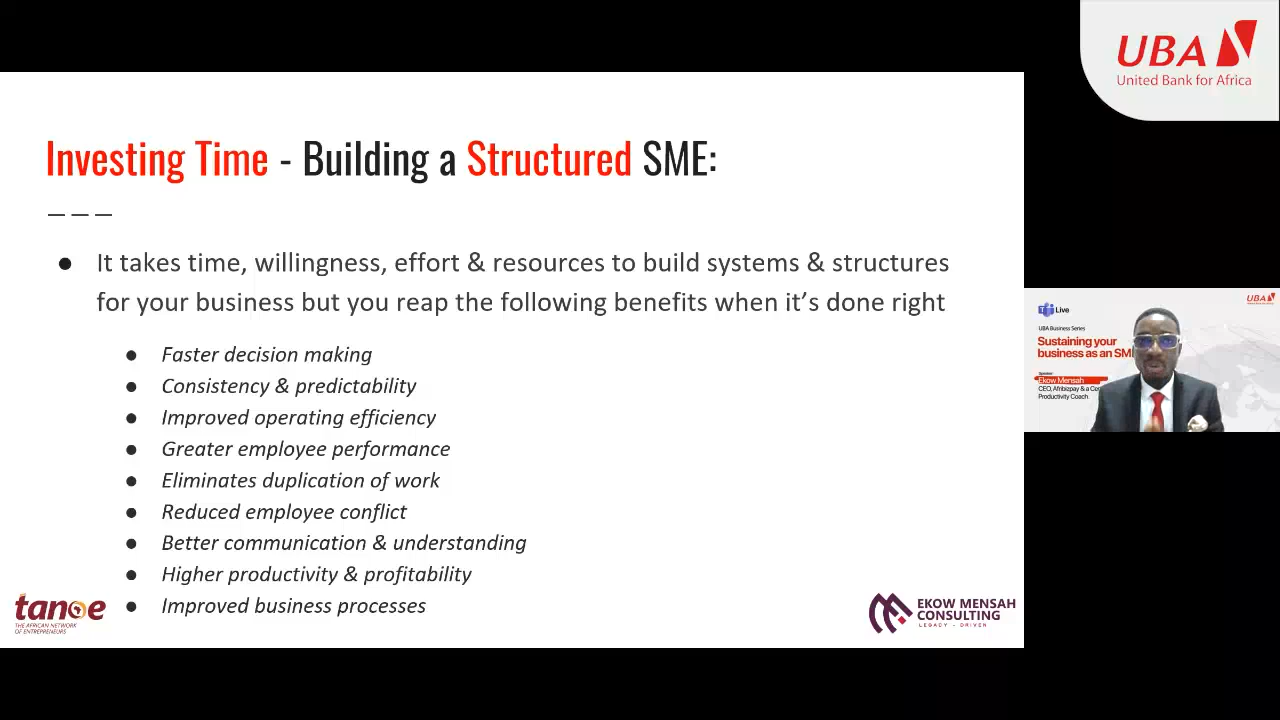 UBA
United Bank for Africa
Investing Time - Building a Structured SME:
● It takes time, willingness, effort & resources to build systems & structures
for your business but you reap the following benefits when it's done right
● Faster decision making
● Consistency & predictability
● Improved operating efficiency
● Greater employee performance
● Eliminates duplication of work
● Reduced employee conflict
● Better communication & understanding
● Higher productivity & profitability
● Improved business processes
tanoe
THE AFRICAN NETWORK
OF ENTREPRENEURS
EKOW MENSAH
CONSULTING
LEGACY - DRIVEN
Live
UBA
UBA Business Series
Sustaining your
business as an SM
Speaker
Ekow Mensah
CEO, Afribizpay & a
Productivity Coach